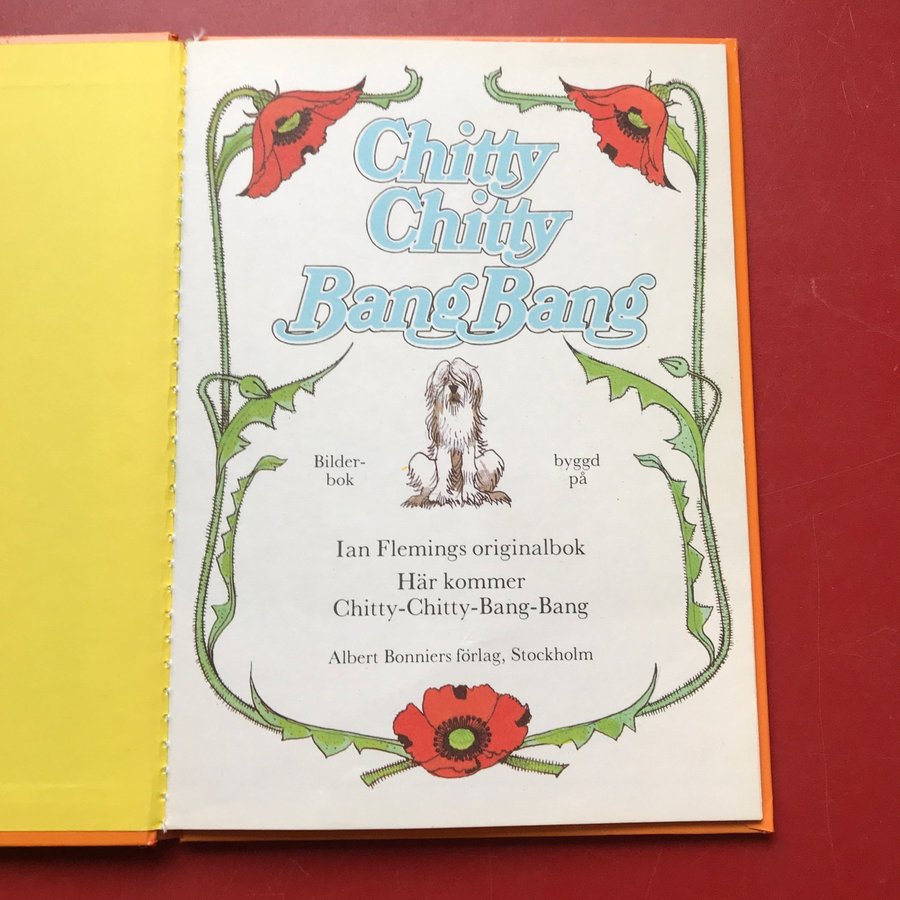 Chitty
Chitty
Bang Bang
Bilder-
bok
byggd
på
Ian Flemings originalbok
Här kommer
Chitty-Chitty-Bang-Bang
Albert Bonniers förlag, Stockholm